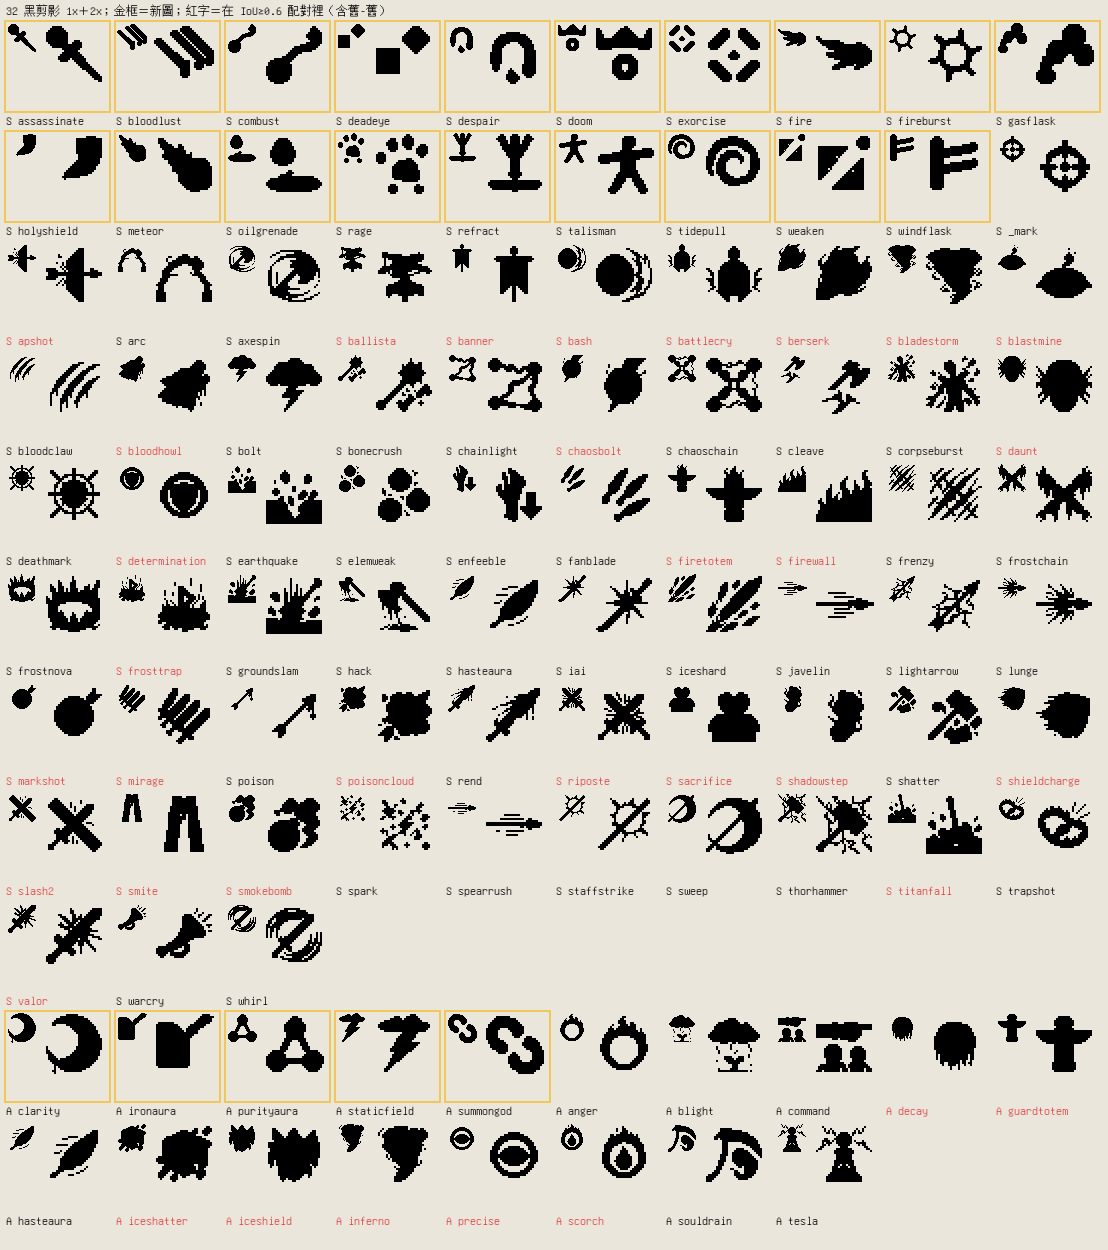 32 黑剪影 1x＋2x；金框＝新圖；紅字＝在 IoU≥0.6 配對裡（含舊-舊）
S assassinate S bloodlust S combust S deadeye S despair S doom S exorcise S fire S fireburst S gasflask
S holyshield S meteor S oilgrenade S rage S refract S talisman S tidepull S weaken S windflask S _mark
S apshot S arc S axespin S ballista S banner S bash S battlecry S berserk S bladestorm S blastmine
S bloodclaw S bloodhowl S bolt S bonecrush S chainlight S chaosbolt S chaoschain S cleave S corpseburst S daunt
S deathmark S determination S earthquake S elemweak S enfeeble S fanblade S firetotem S firewall S frenzy S frostchain
S frostnova S frosttrap S groundslam S hack S hasteaura S iai S iceshard S javelin S lightarrow S lunge
S markshot S mirage S poison S poisoncloud S rend S riposte S sacrifice S shadowstep S shatter S shieldcharge
S slash2 S smite S smokebomb S spark S spearrush S staffstrike S sweep S thorhammer S titanfall S trapshot
S valor S warcry S whirl
A clarity A ironaura A purityaura A staticfield A summongod A anger A blight A command A decay A guardtotem
A hasteaura A iceshatter A iceshield A inferno A precise A scorch A souldrain A tesla